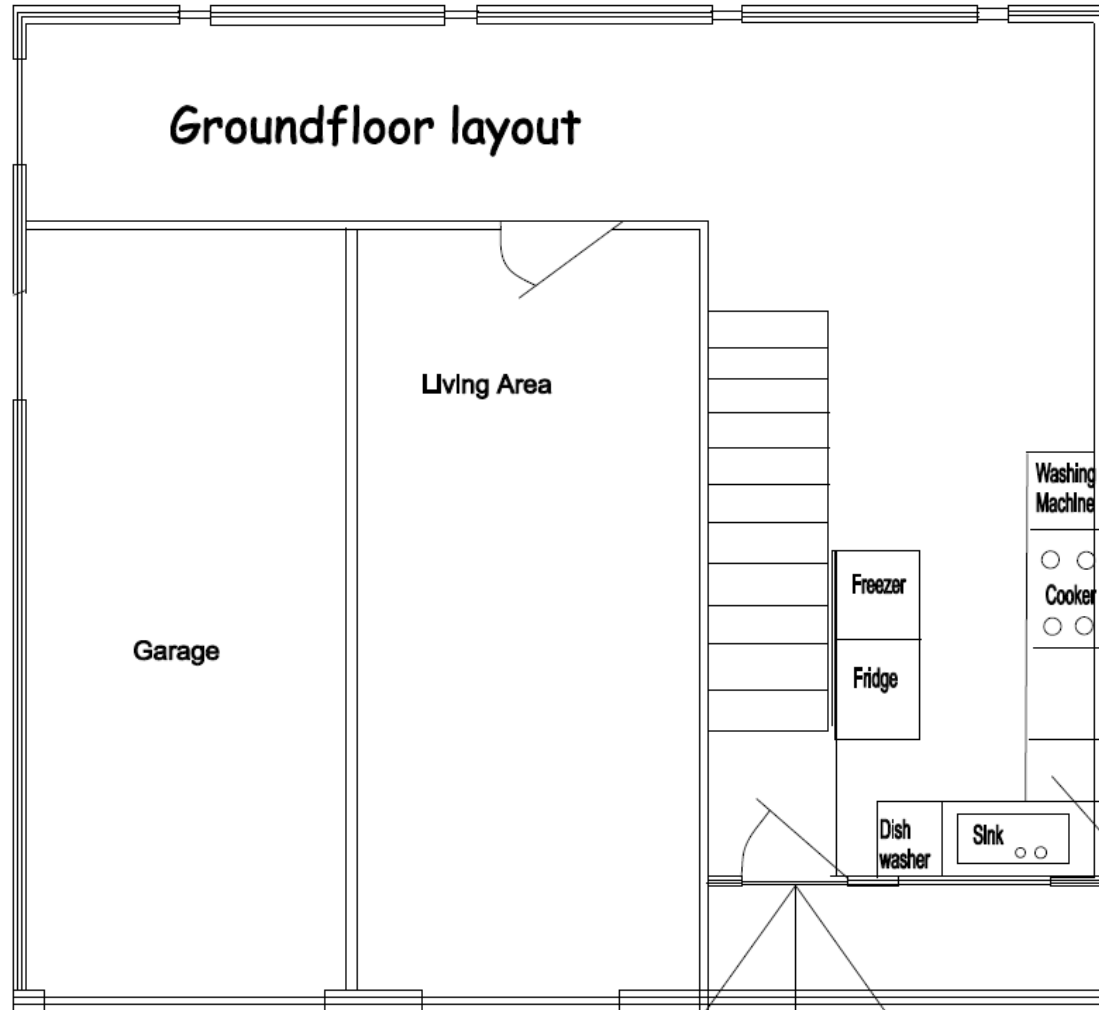 Groundfloor layout
Living Area
Washing
Machine
Freezer
Cooker
Garage
Fridge
Dish
washer
Sink